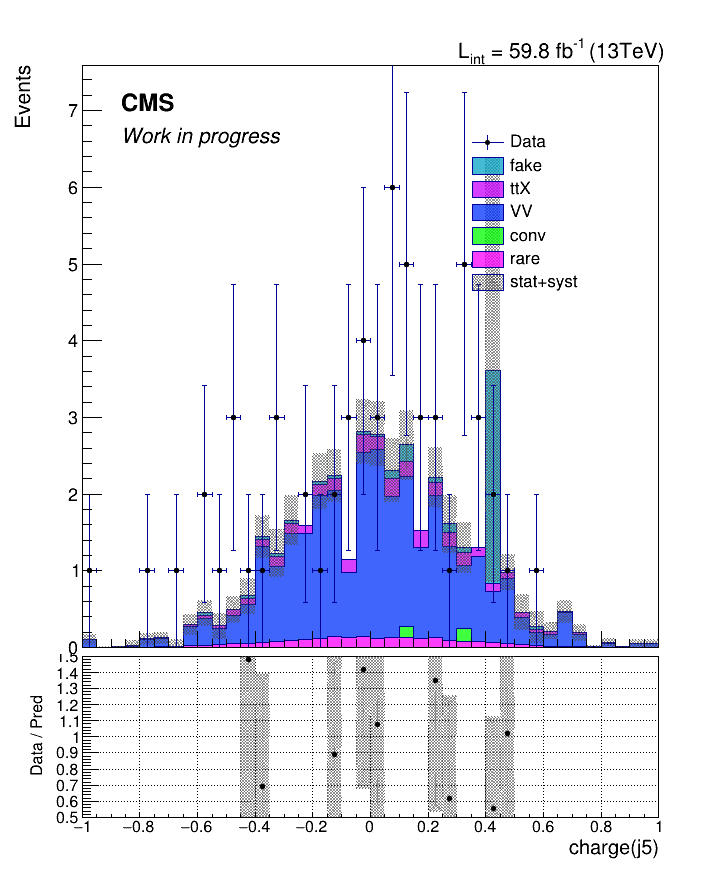 L_int = 59.8 fb^-1 (13TeV)
Events
CMS
Work in progress
Data
fake
ttX
VV
conv
rare
stat+syst
7
6
5
4
3
2
1
0
Data / Pred
1.5
1.4
1.3
1.2
1.1
1
0.9
0.8
0.7
0.6
0.5
−1 −0.8 −0.6 −0.4 −0.2 0 0.2 0.4 0.6 0.8 1
charge(j5)